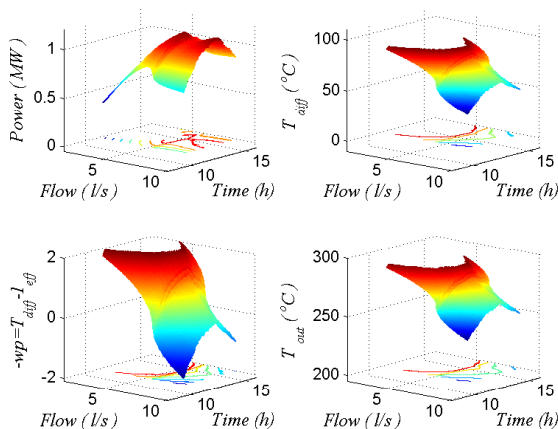 Power (MW)
1
0.5
0
5
10
10
15
Flow ( l/s )
Time (h)
T diff ( °C )
100
50
0
5
10
10
15
Flow ( l/s )
Time (h)
-wp=T diff -1 eff
2
0
-2
5
10
10
15
Flow ( l/s )
Time (h)
T out ( °C )
300
250
200
5
10
10
15
Flow ( l/s )
Time (h)